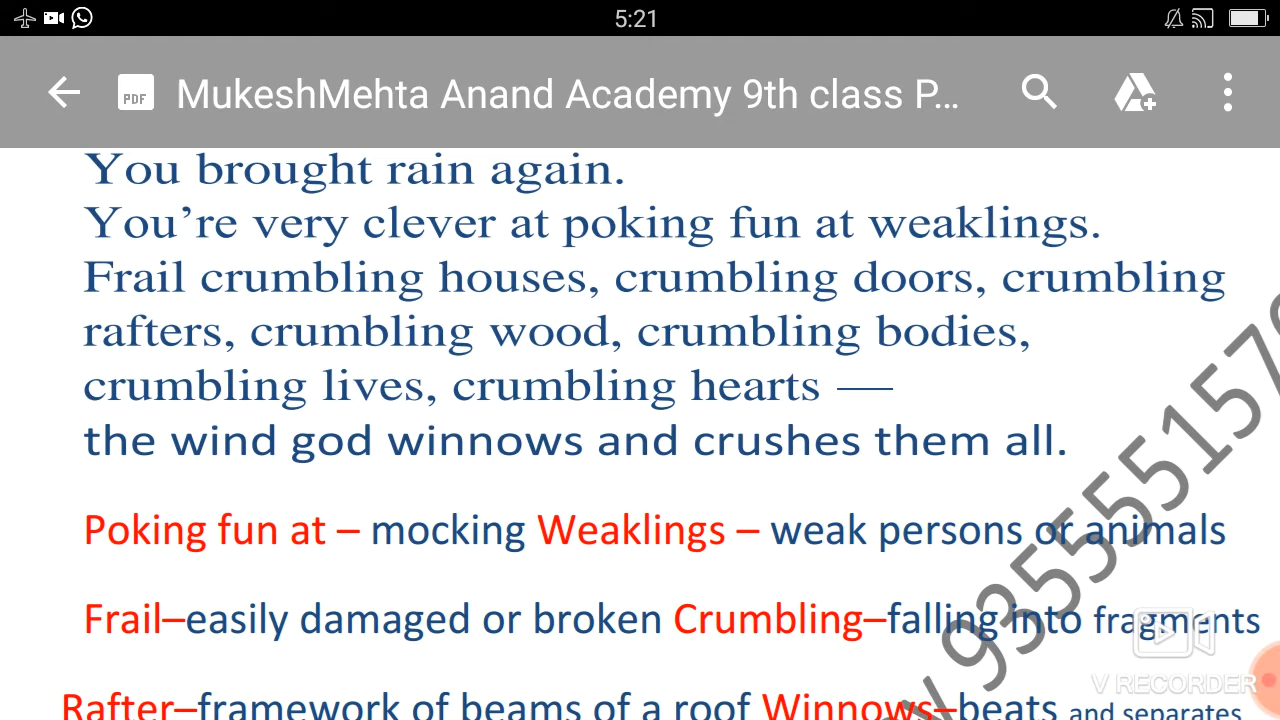 5:21
PDF MukeshMehta Anand Academy 9th class P...
You brought rain again.
You're very clever at poking fun at weaklings.
Frail crumbling houses, crumbling doors, crumbling
rafters, crumbling wood, crumbling bodies,
crumbling lives, crumbling hearts —
the wind god winnows and crushes them all.
Poking fun at – mocking Weaklings – weak persons or animals
Frail–easily damaged or broken Crumbling–falling into fragments
Rafter–framework of beams of a roof Winnows–beats and separates
V RECORDER